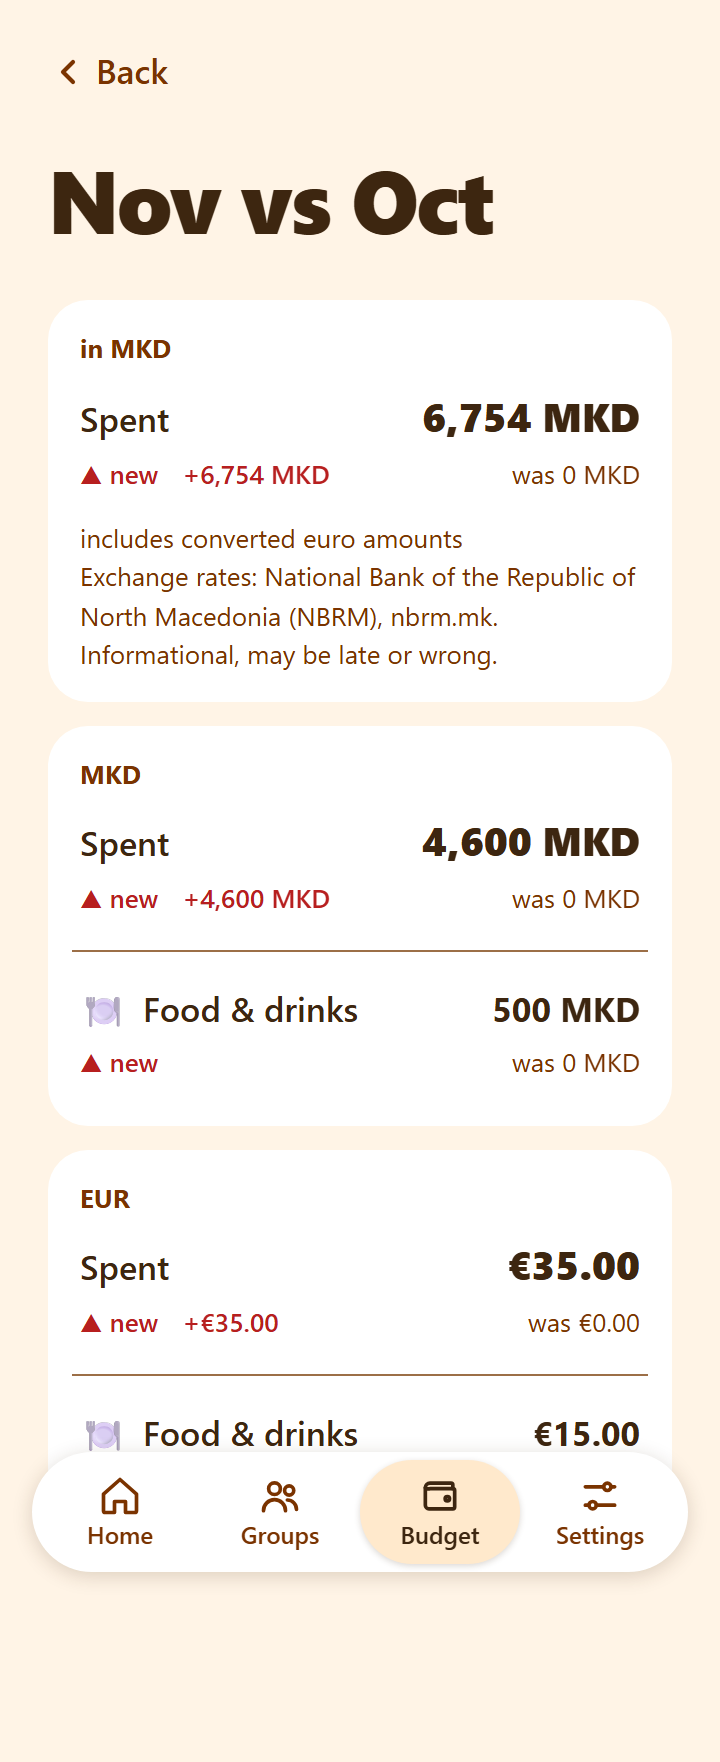 Back
Nov vs Oct
in MKD
Spent 6,754 MKD
▲ new +6,754 MKD was 0 MKD
includes converted euro amounts
Exchange rates: National Bank of the Republic of
North Macedonia (NBRM), nbrm.mk.
Informational, may be late or wrong.
MKD
Spent 4,600 MKD
▲ new +4,600 MKD was 0 MKD
Food & drinks 500 MKD
▲ new was 0 MKD
EUR
Spent €35.00
▲ new +€35.00 was €0.00
Food & drinks €15.00
Home Groups Budget Settings